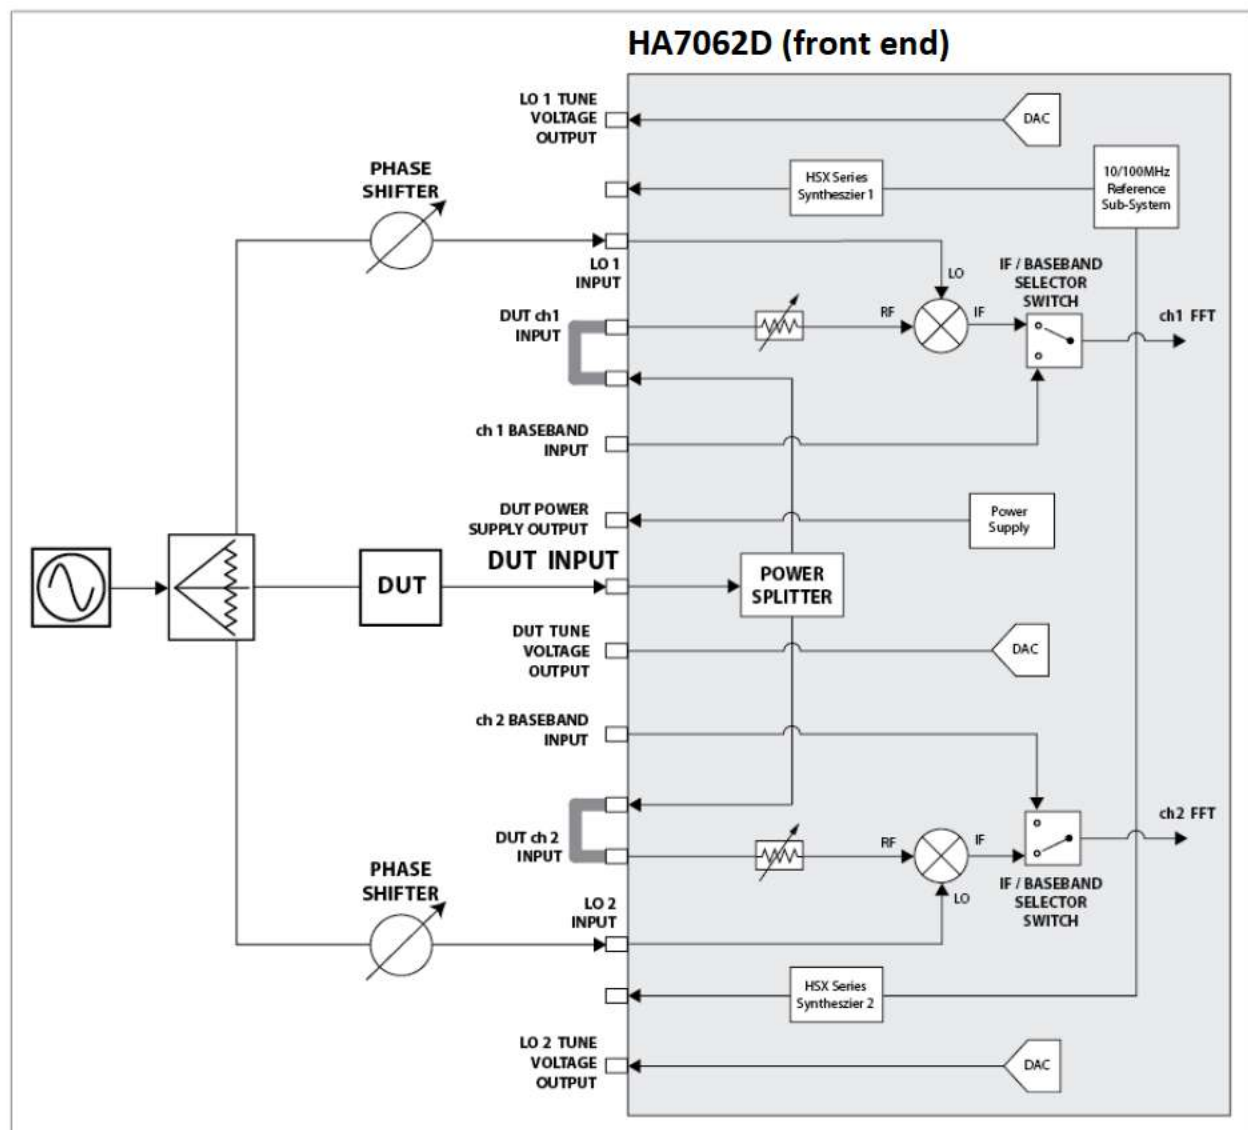 HA7062D (front end)
LO 1 TUNE
VOLTAGE
OUTPUT
DAC
PHASE
SHIFTER
HSX Series
Syntheszier 1
10/100MHz
Reference
Sub-System
LO 1
INPUT
LO
IF / BASEBAND
SELECTOR
SWITCH
DUT ch1
INPUT
RF
IF
ch1 FFT
ch 1 BASEBAND
INPUT
DUT POWER
SUPPLY OUTPUT
Power
Supply
DUT INPUT
DUT
POWER
SPLITTER
DUT TUNE
VOLTAGE
OUTPUT
DAC
ch 2 BASEBAND
INPUT
DUT ch 2
INPUT
RF
IF
ch2 FFT
PHASE
SHIFTER
LO
IF / BASEBAND
SELECTOR
SWITCH
LO 2
INPUT
HSX Series
Syntheszier 2
LO 2 TUNE
VOLTAGE
OUTPUT
DAC